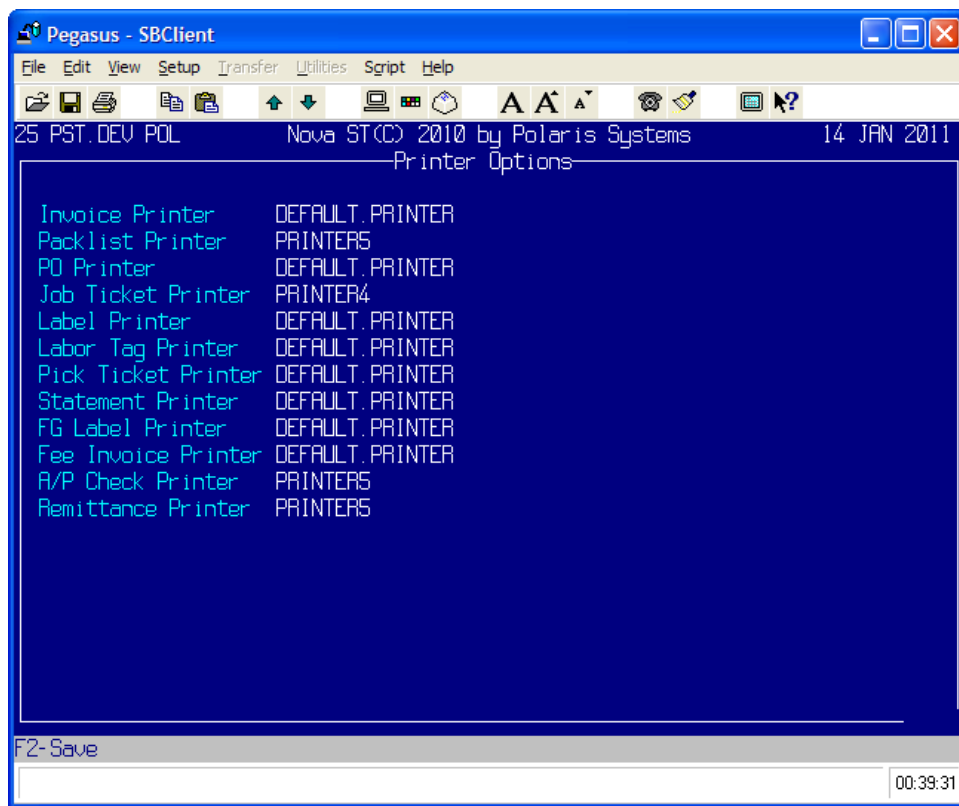 Pegasus - SBClient
File Edit View Setup Transfer Utilities Script Help
A A A
25 PST.DEV POL Nova ST(C) 2010 by Polaris Systems 14 JAN 2011
Printer Options
Invoice Printer DEFAULT.PRINTER
Packlist Printer PRINTER5
PO Printer DEFAULT.PRINTER
Job Ticket Printer PRINTER4
Label Printer DEFAULT.PRINTER
Labor Tag Printer DEFAULT.PRINTER
Pick Ticket Printer DEFAULT.PRINTER
Statement Printer DEFAULT.PRINTER
FG Label Printer DEFAULT.PRINTER
Fee Invoice Printer DEFAULT.PRINTER
A/P Check Printer PRINTER5
Remittance Printer PRINTER5
F2-Save
00:39:31